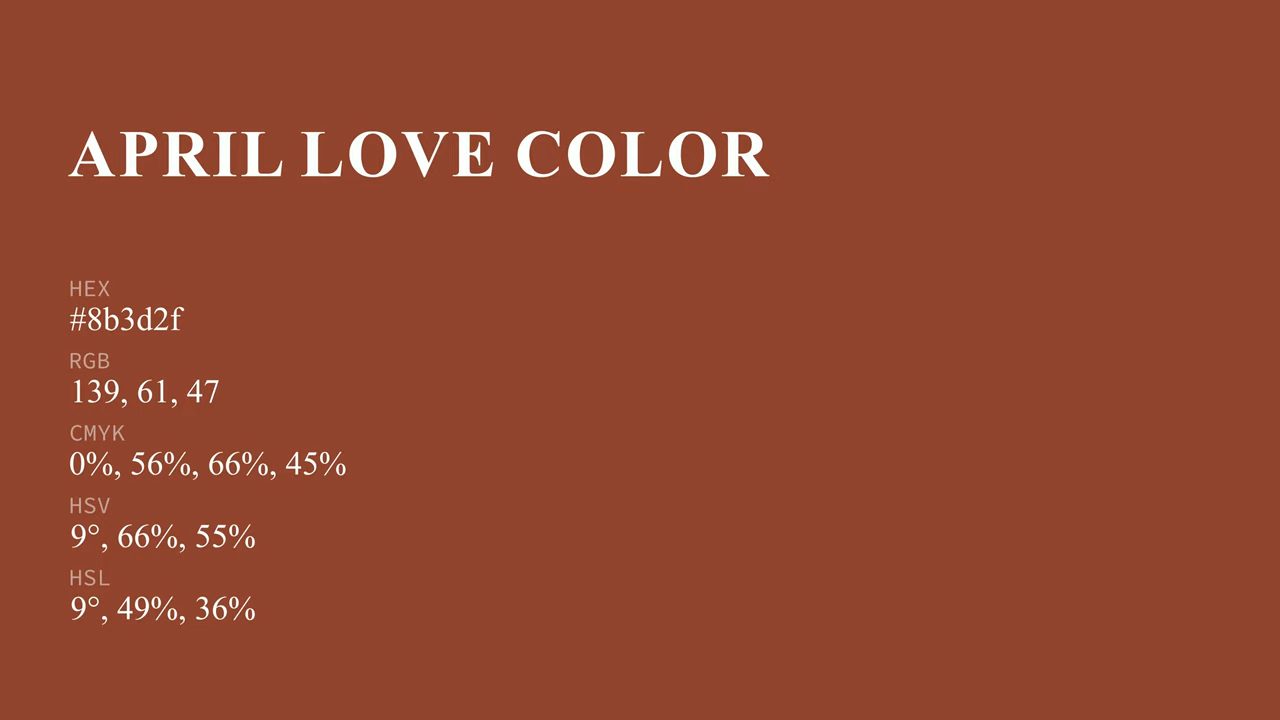 APRIL LOVE COLOR
HEX
#8b3d2f
RGB
139, 61, 47
CMYK
0%, 56%, 66%, 45%
HSV
9°, 66%, 55%
HSL
9°, 49%, 36%